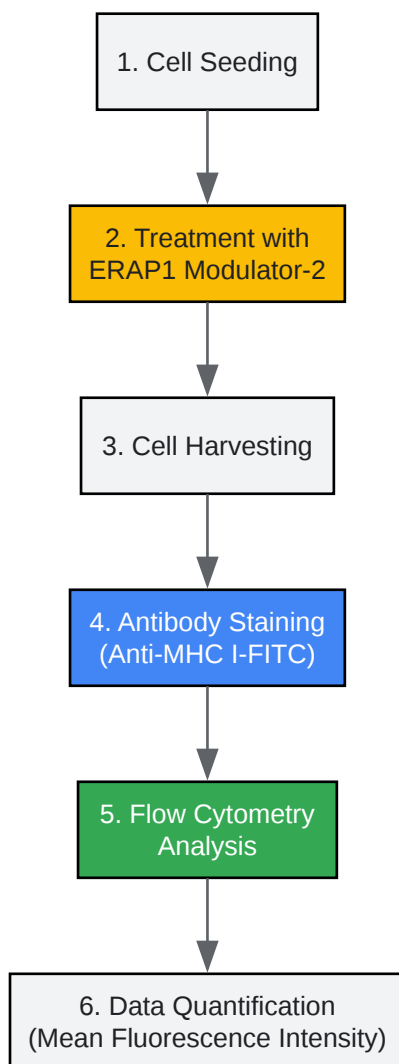 1. Cell Seeding
2. Treatment with
ERAP1 Modulator-2
3. Cell Harvesting
4. Antibody Staining
(Anti-MHC I-FITC)
5. Flow Cytometry
Analysis
6. Data Quantification
(Mean Fluorescence Intensity)